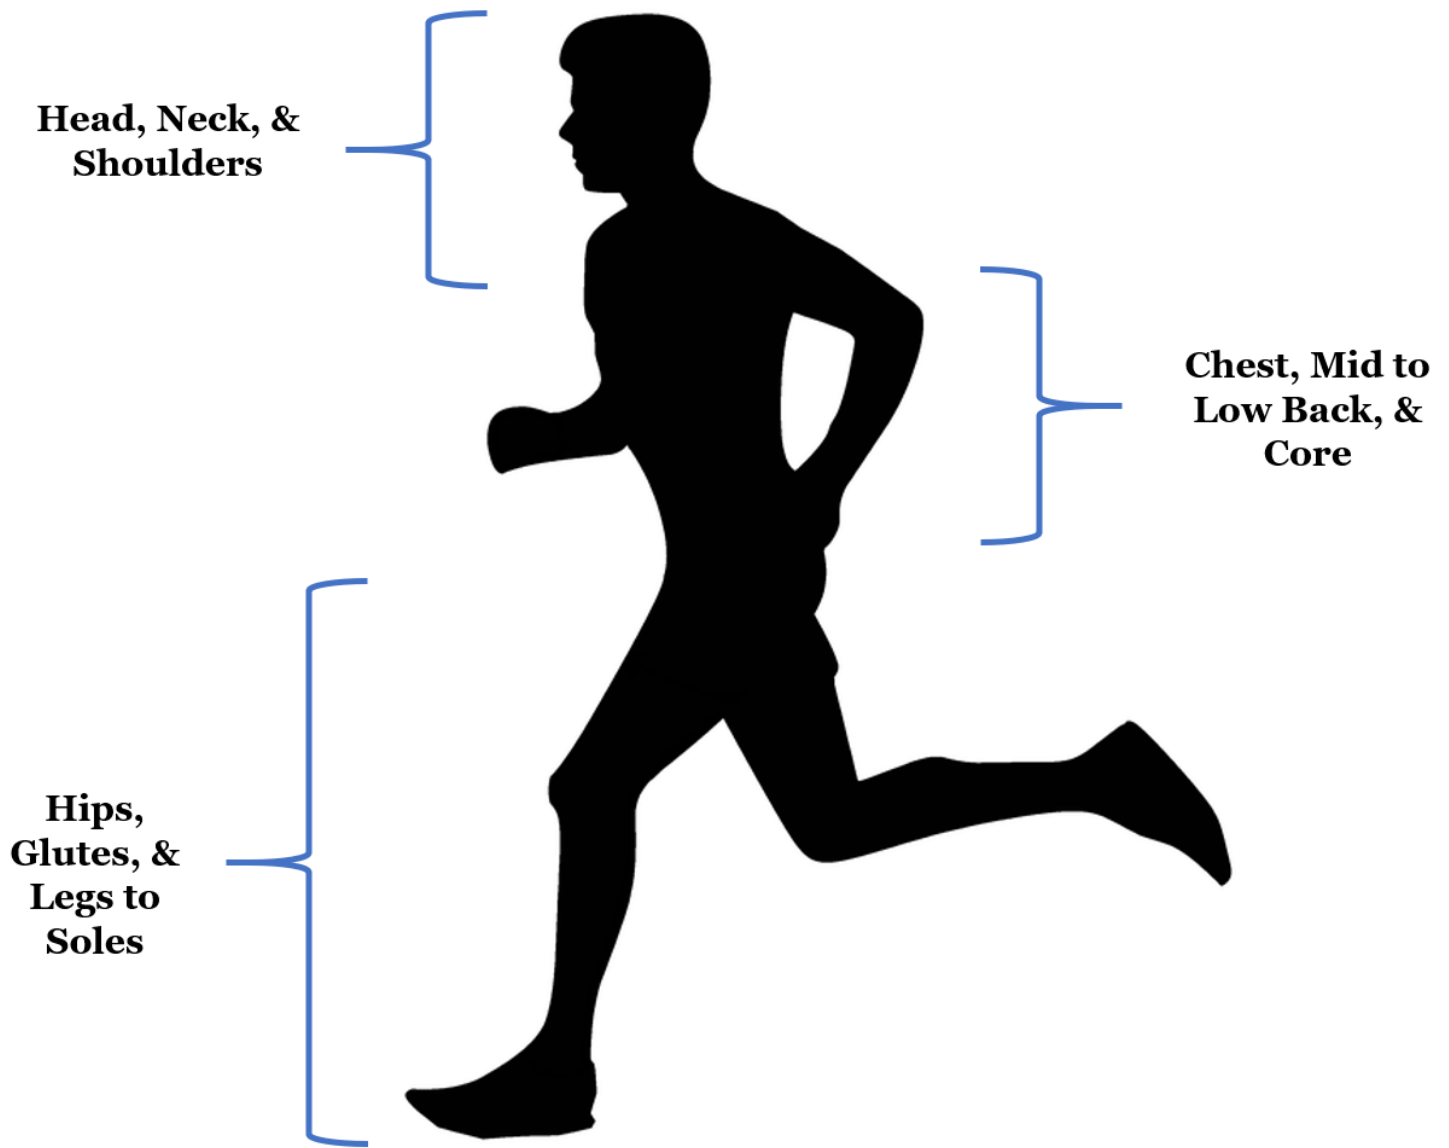 Head, Neck, &
Shoulders
Chest, Mid to
Low Back, &
Core
Hips,
Glutes, &
Legs to
Soles